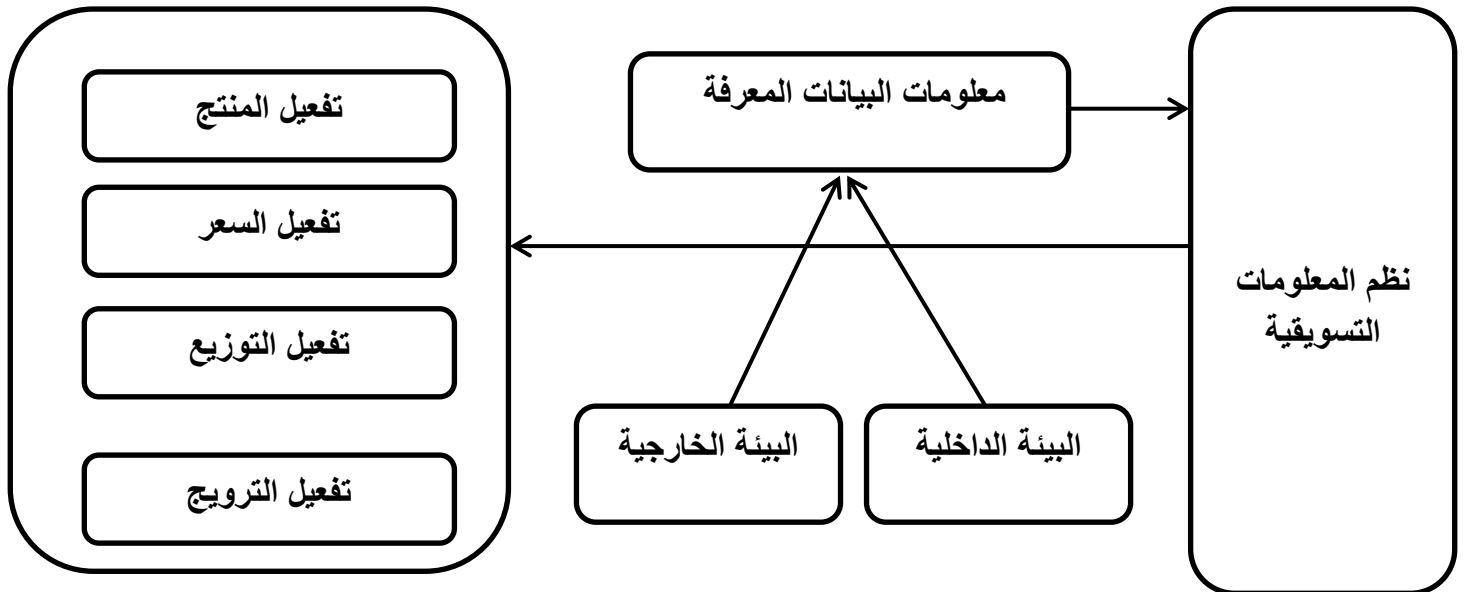 نظم المعلومات
التسويقية
معلومات البيانات المعرفة
البيئة الداخلية
البيئة الخارجية
تفعيل المنتج
تفعيل السعر
تفعيل التوزيع
تفعيل الترويج